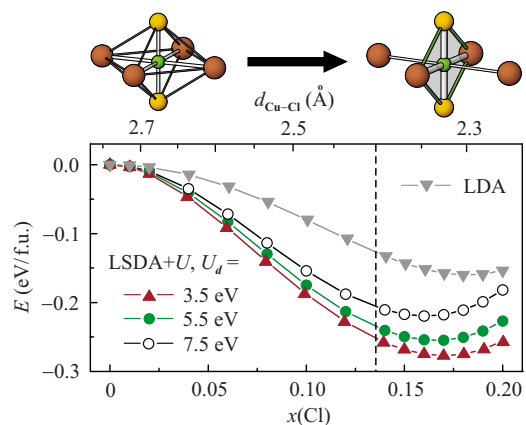 d_Cu–Cl (Å)
2.7 2.5 2.3
0.0
LDA
−0.1
LSDA+U, U_d =
3.5 eV
−0.2
5.5 eV
7.5 eV
−0.3
E (eV/f.u.)
0 0.05 0.10 0.15 0.20
x(Cl)